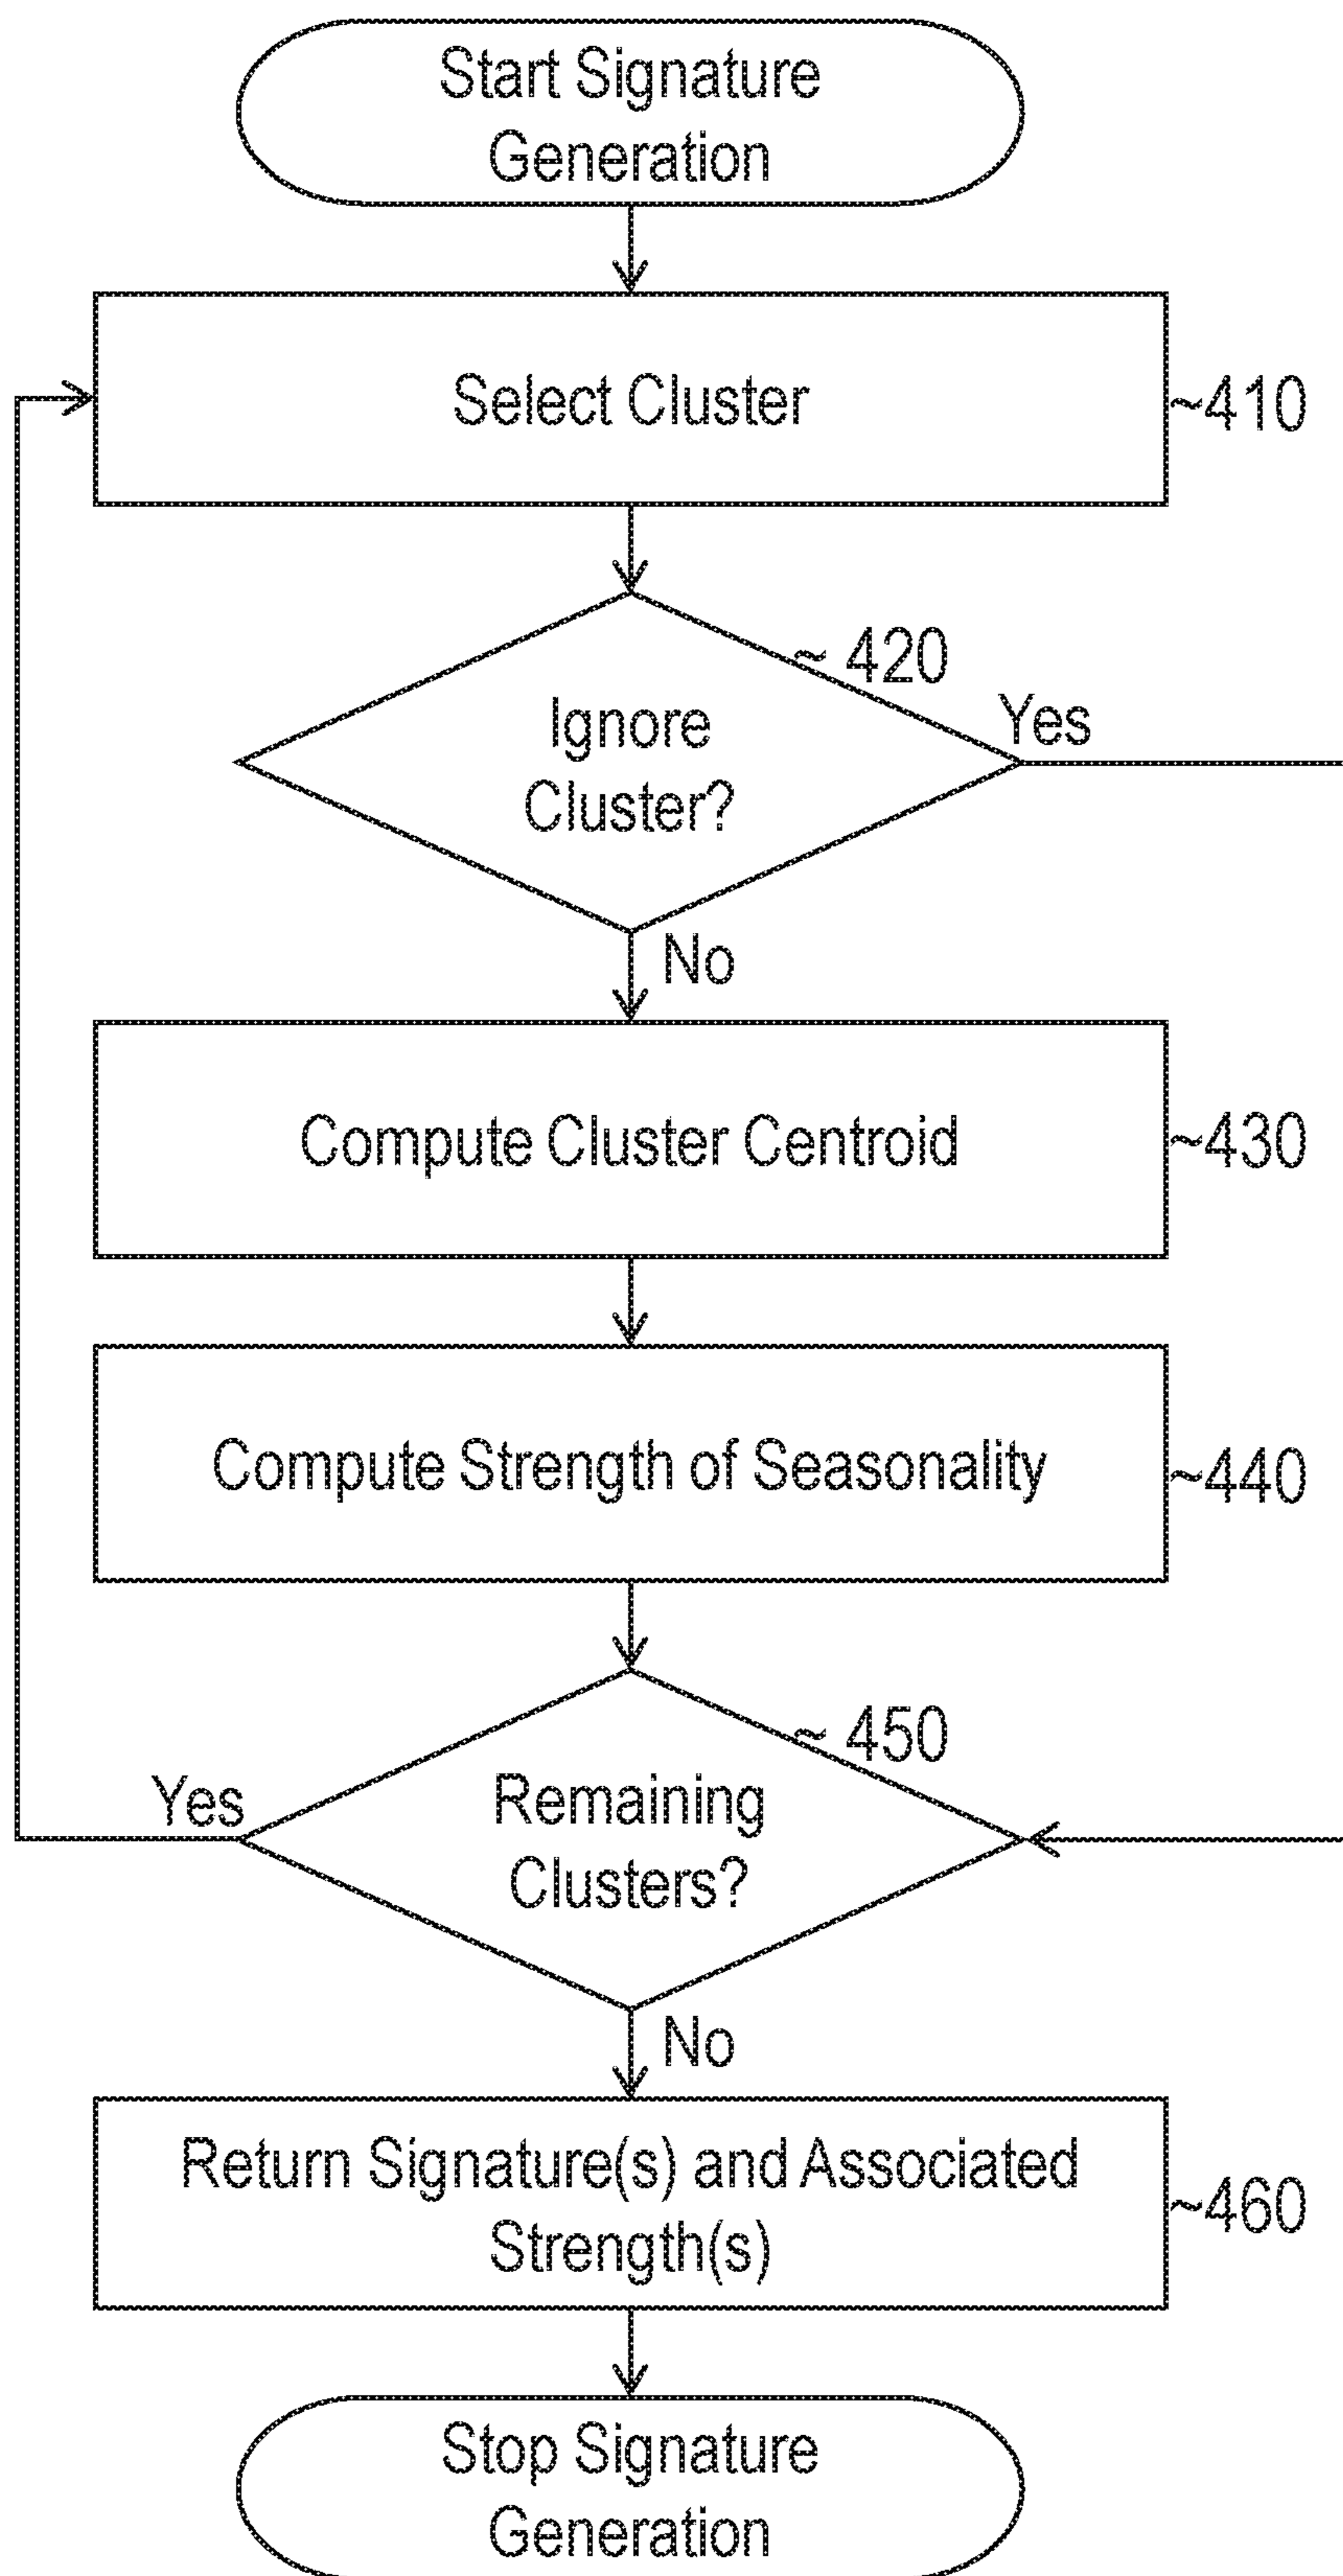 Start Signature
Generation
Select Cluster
~410
~ 420
Yes
Ignore
Cluster?
No
Compute Cluster Centroid
~430
Compute Strength of Seasonality
~440
~ 450
Yes
Remaining
Clusters?
No
Return Signature(s) and Associated
Strength(s)
~460
Stop Signature
Generation